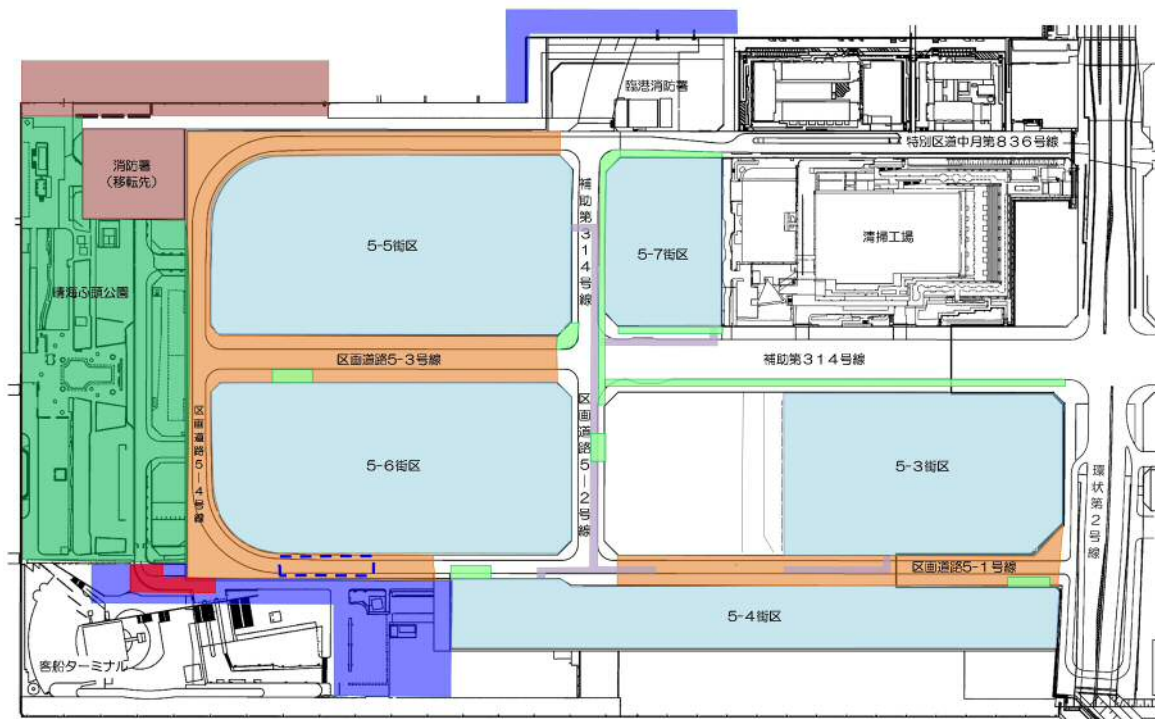 臨港消防署
特別区道中月第836号線
消防署
(移転先)
補助第314号線
5-5街区
5-7街区
清掃工場
晴海ふ頭公園
区画道路5-3号線
補助第314号線
区画道路5-4号線
区画道路5-2号線
5-6街区
5-3街区
環状第2号線
区画道路5-1号線
5-4街区
客船ターミナル